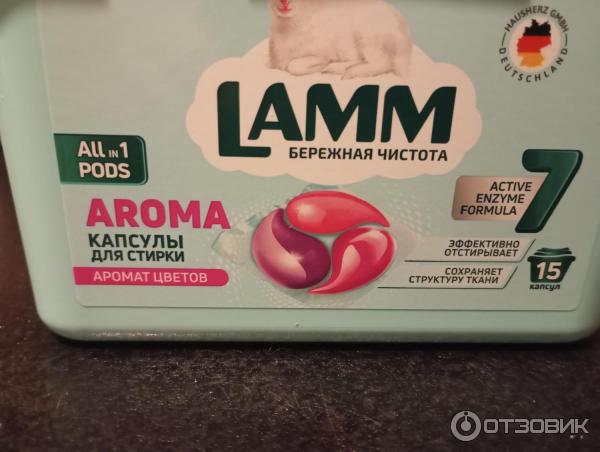 HAUSHERZ GMBH
DEUTSCHLAND
LAMM
БЕРЕЖНАЯ ЧИСТОТА
ALL IN 1
PODS
AROMA
КАПСУЛЫ
ДЛЯ СТИРКИ
АРОМАТ ЦВЕТОВ
ACTIVE
ENZYME
FORMULA
7
ЭФФЕКТИВНО
ОТСТИРЫВАЕТ
СОХРАНЯЕТ
СТРУКТУРУ ТКАНИ
15
капсул
ОТЗОВИК